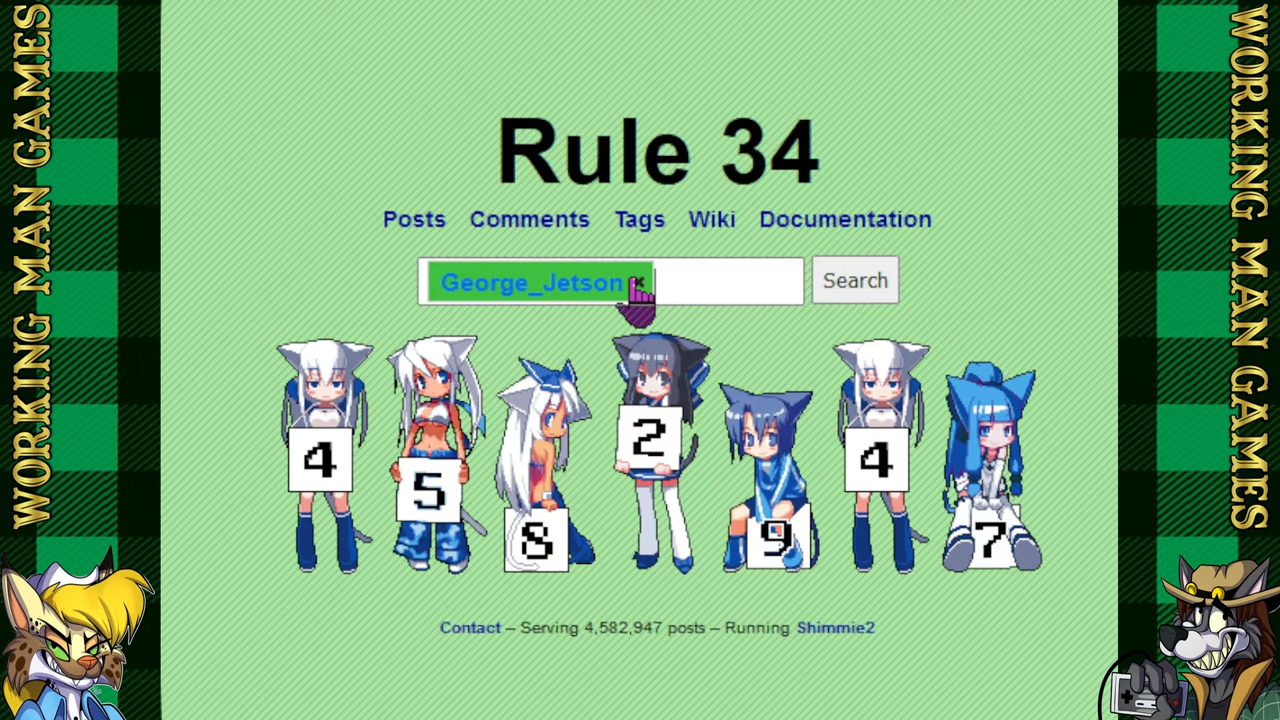 WORKING MAN GAMES
Rule 34
Posts Comments Tags Wiki Documentation
George_Jetson × Search
4 5 8 2 9 4 7
Contact – Serving 4,582,947 posts – Running Shimmie2
WORKING MAN GAMES